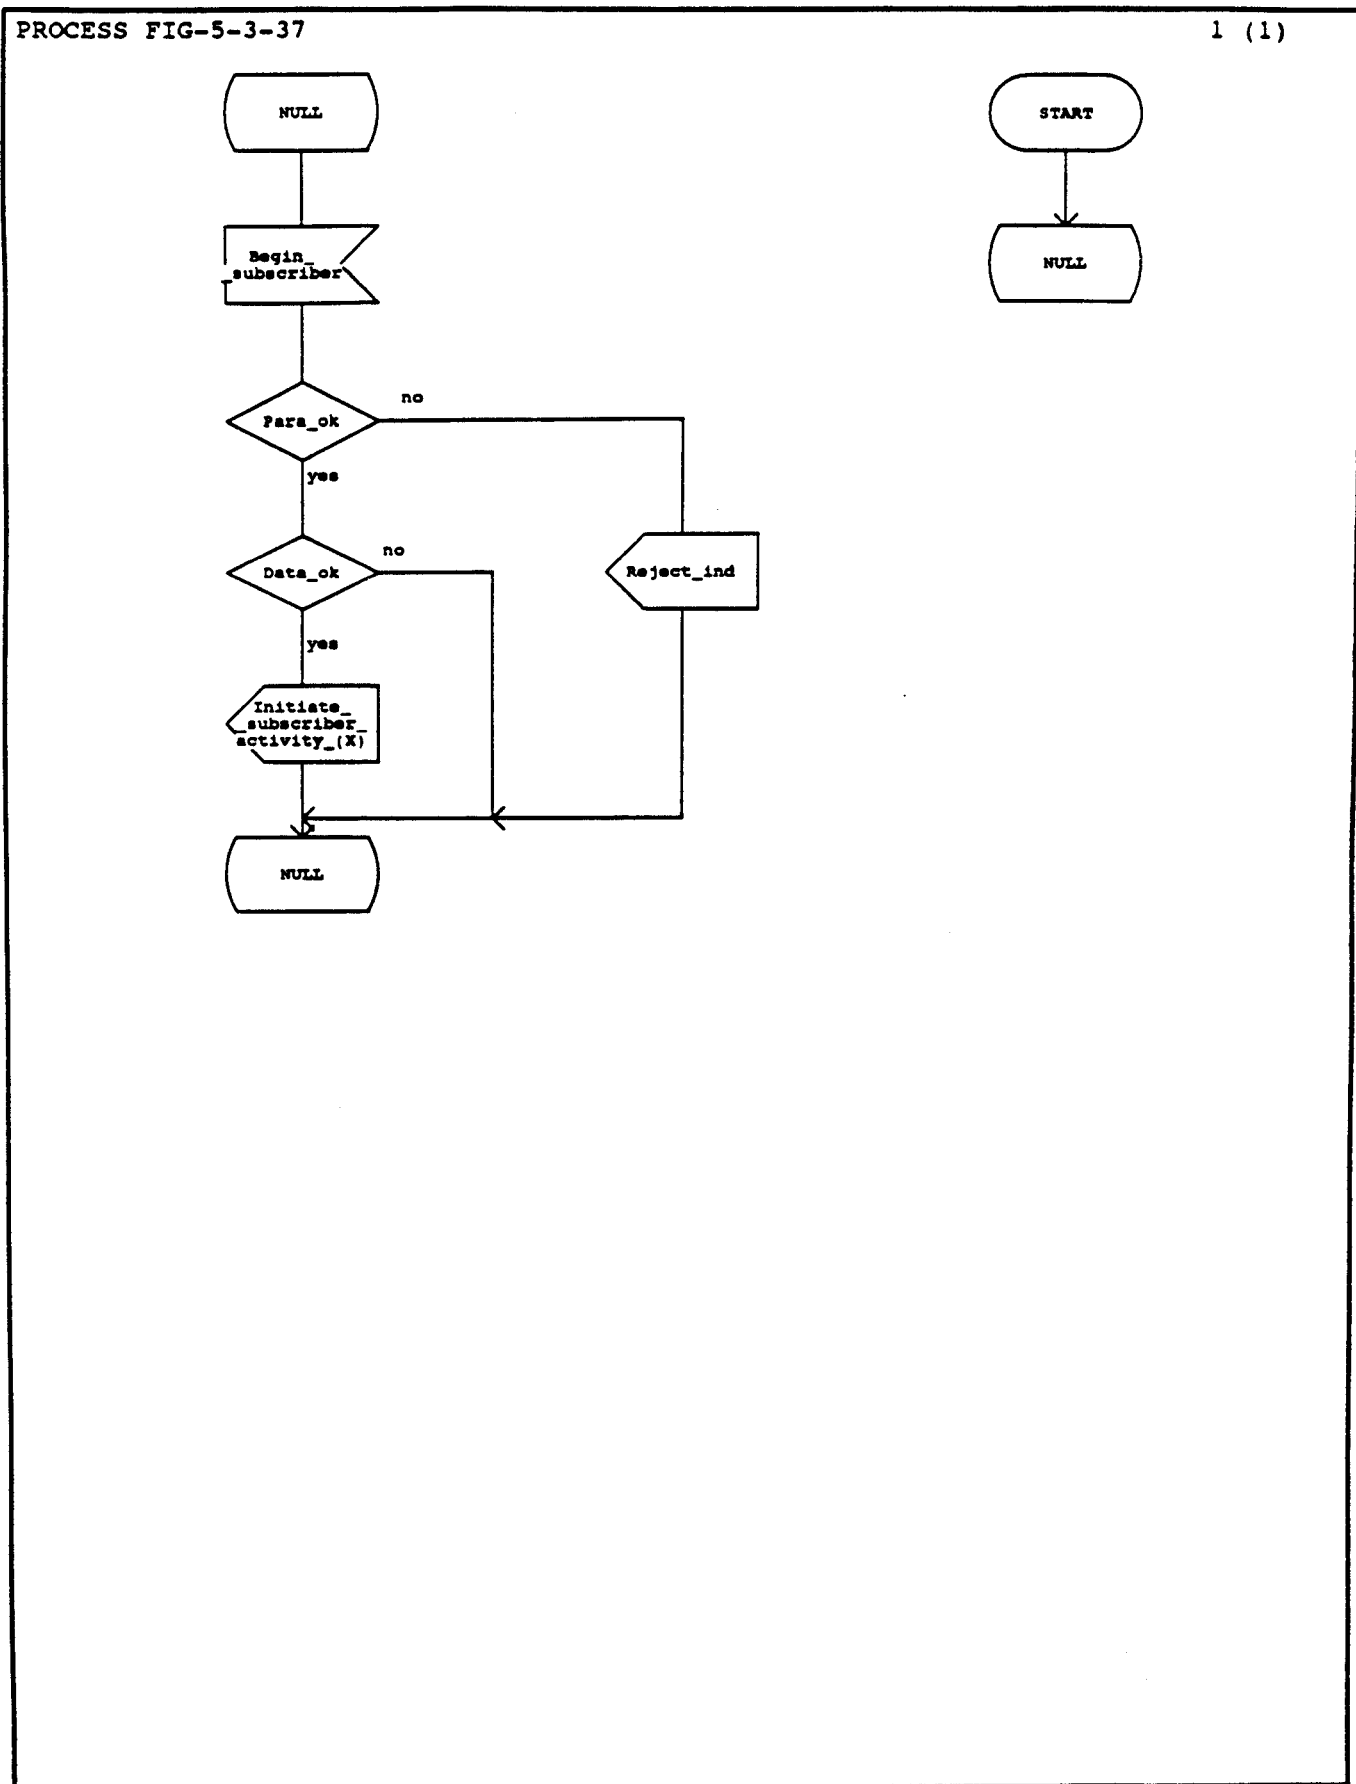 PROCESS FIG-5-3-37 1 (1)
NULL
START
Begin_
_subscriber
NULL
no
Para_ok
yes
no
Data_ok
Reject_ind
yes
Initiate_
_subscriber_
activity_(X)
NULL